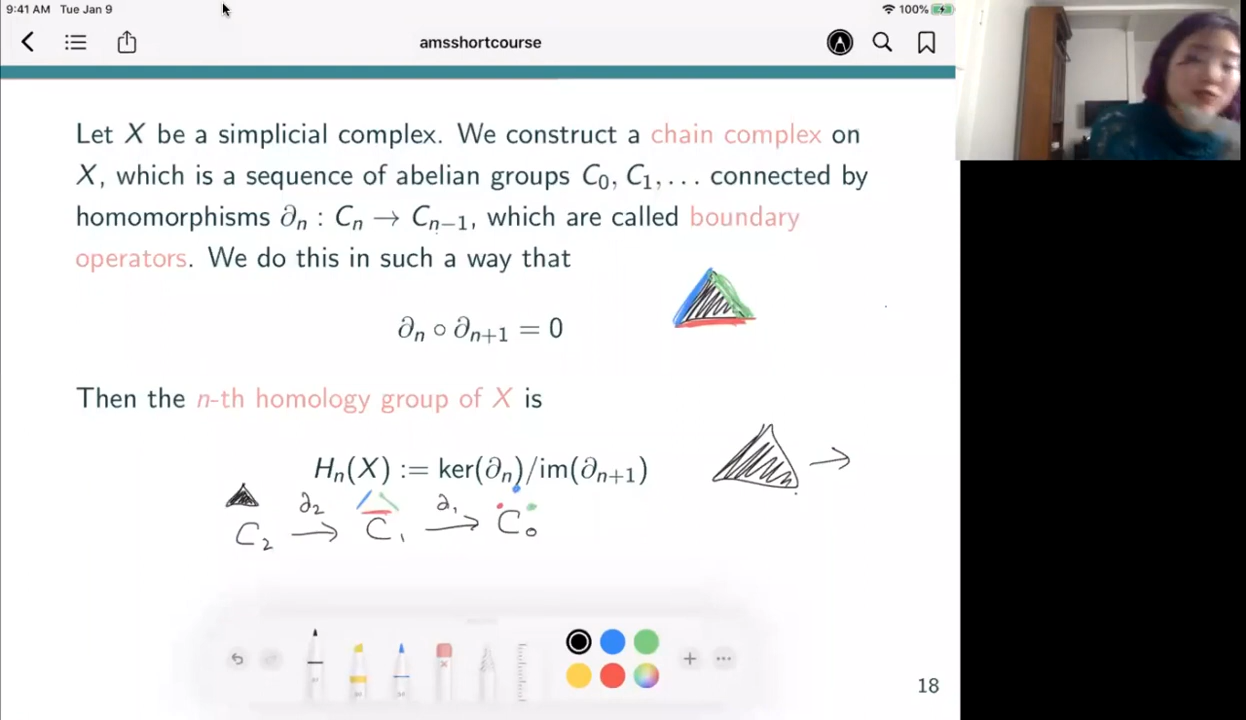 9:41 AM Tue Jan 9
100%
amsshortcourse
Let X be a simplicial complex. We construct a chain complex on
X, which is a sequence of abelian groups C₀, C₁, … connected by
homomorphisms ∂ₙ : Cₙ → Cₙ₋₁, which are called boundary
operators. We do this in such a way that
∂ₙ ∘ ∂ₙ₊₁ = 0
Then the n-th homology group of X is
Hₙ(X) := ker(∂ₙ)/im(∂ₙ₊₁)
C₂ →∂₂ C₁ →∂₁ C₀
18